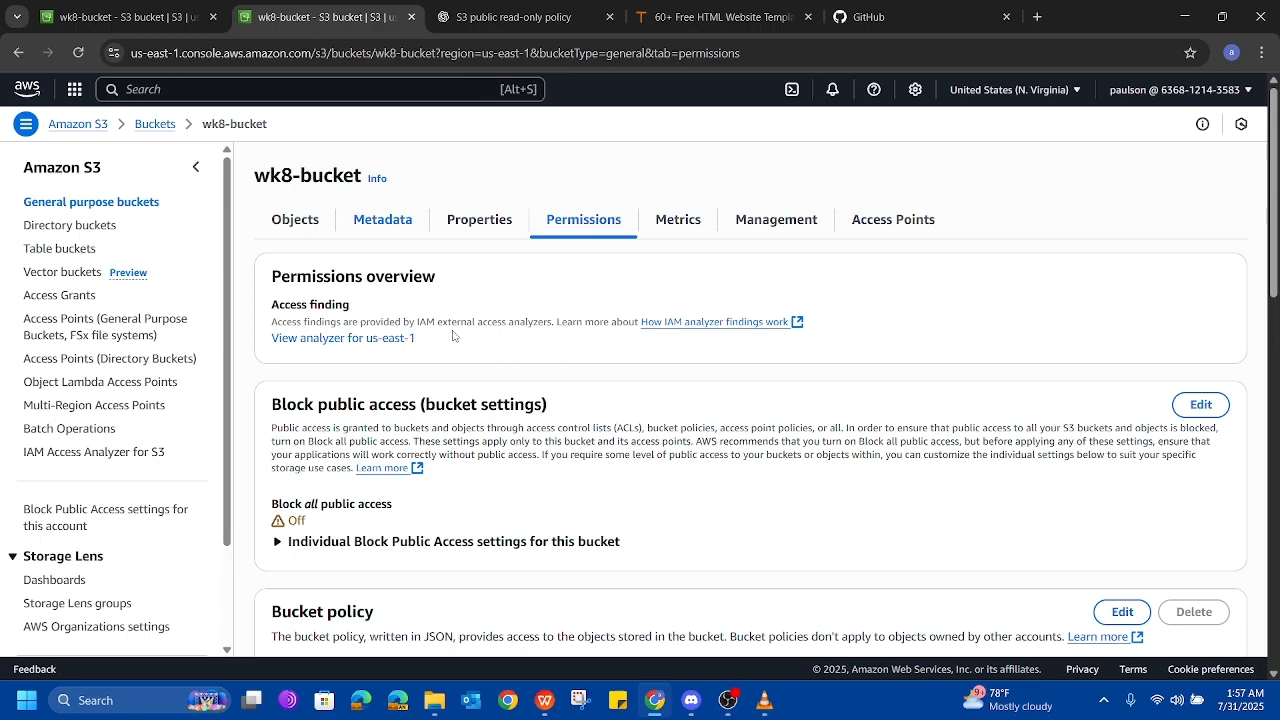 wk8-bucket - S3 bucket | S3 | us
wk8-bucket - S3 bucket | S3 | us
S3 public read-only policy
60+ Free HTML Website Templa
GitHub
us-east-1.console.aws.amazon.com/s3/buckets/wk8-bucket?region=us-east-1&bucketType=general&tab=permissions
a
aws
Search
[Alt+S]
United States (N. Virginia)
paulson @ 6368-1214-3583
Amazon S3
Buckets
wk8-bucket
Amazon S3
General purpose buckets
Directory buckets
Table buckets
Vector buckets Preview
Access Grants
Access Points (General Purpose
Buckets, FSx file systems)
Access Points (Directory Buckets)
Object Lambda Access Points
Multi-Region Access Points
Batch Operations
IAM Access Analyzer for S3
Block Public Access settings for
this account
Storage Lens
Dashboards
Storage Lens groups
AWS Organizations settings
wk8-bucket Info
Objects
Metadata
Properties
Permissions
Metrics
Management
Access Points
Permissions overview
Access finding
Access findings are provided by IAM external access analyzers. Learn more about How IAM analyzer findings work
View analyzer for us-east-1
Block public access (bucket settings)
Edit
Public access is granted to buckets and objects through access control lists (ACLs), bucket policies, access point policies, or all. In order to ensure that public access to all your S3 buckets and objects is blocked,
turn on Block all public access. These settings apply only to this bucket and its access points. AWS recommends that you turn on Block all public access, but before applying any of these settings, ensure that
your applications will work correctly without public access. If you require some level of public access to your buckets or objects within, you can customize the individual settings below to suit your specific
storage use cases. Learn more
Block all public access
Off
Individual Block Public Access settings for this bucket
Bucket policy
Edit
Delete
The bucket policy, written in JSON, provides access to the objects stored in the bucket. Bucket policies don't apply to objects owned by other accounts. Learn more
Feedback
© 2025, Amazon Web Services, Inc. or its affiliates.
Privacy
Terms
Cookie preferences
Search
78°F
Mostly cloudy
1:37 AM
7/31/2025